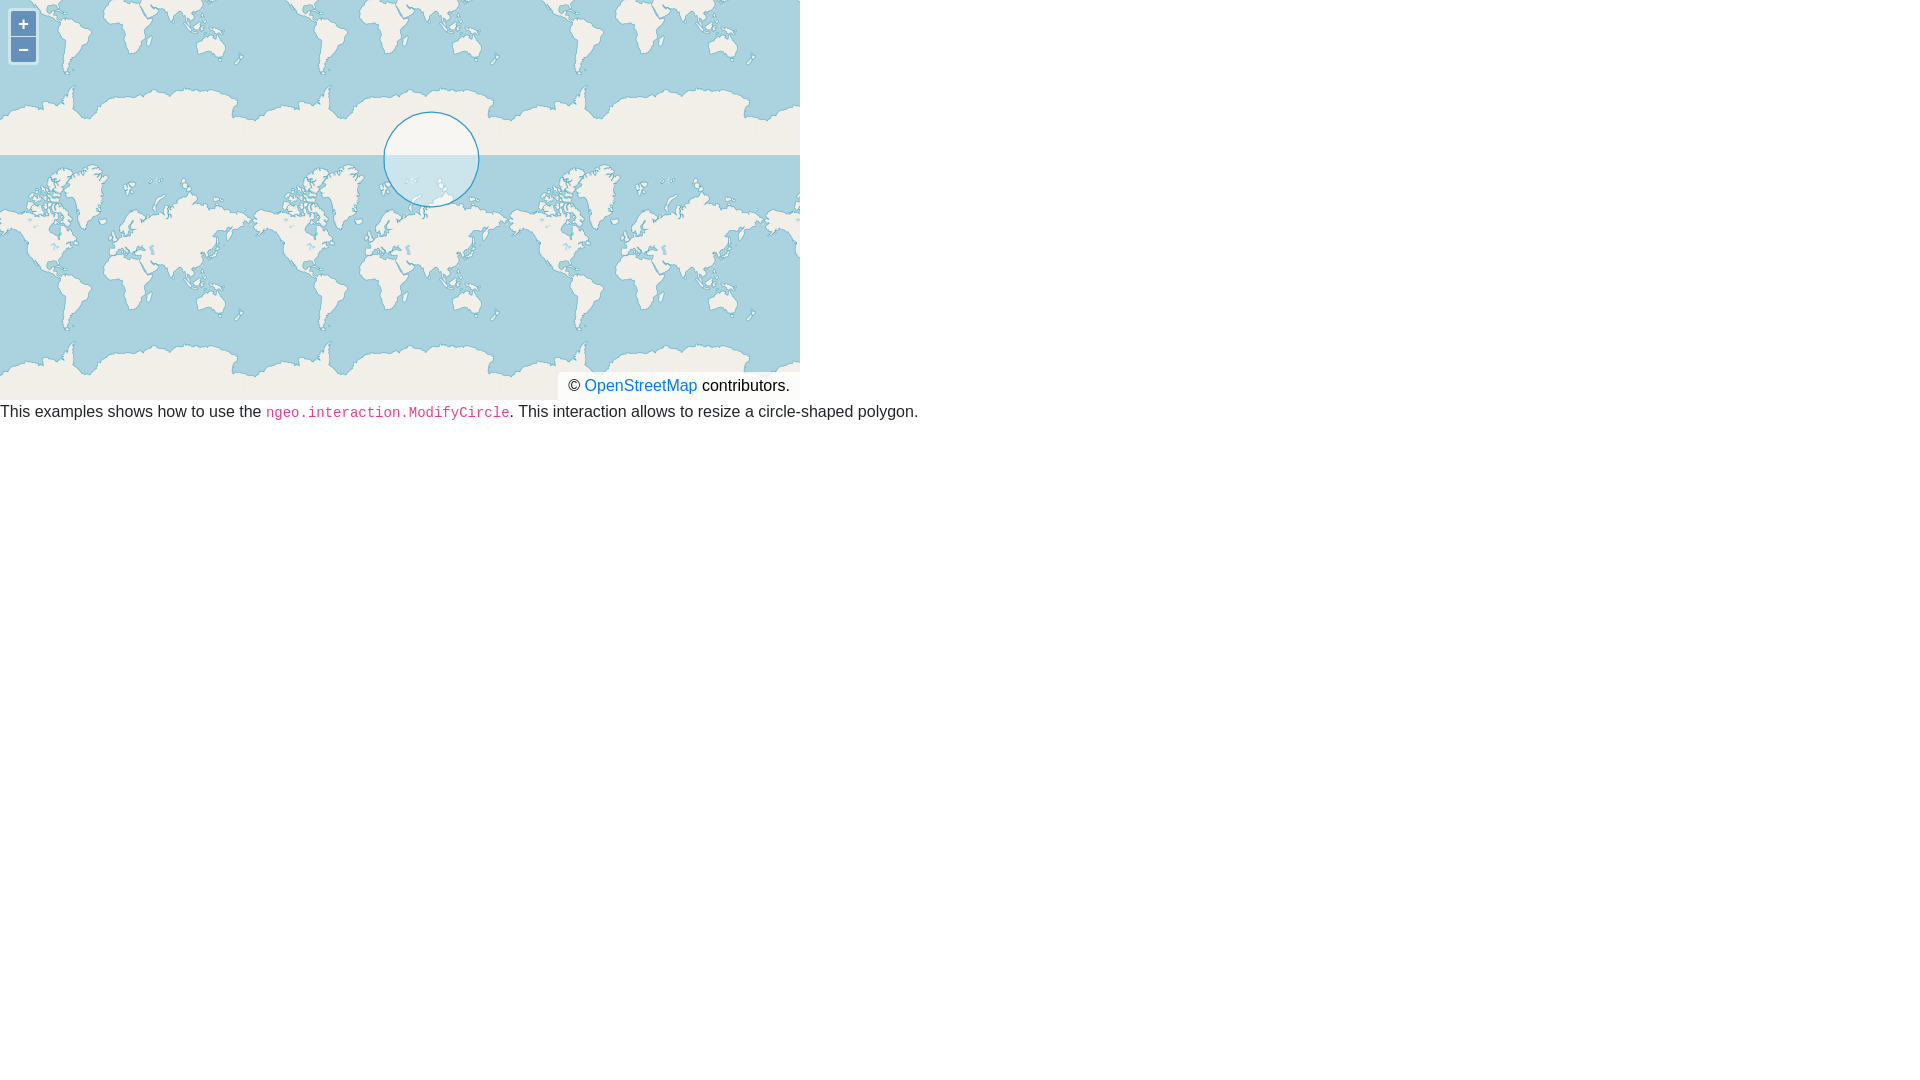 +
−
© OpenStreetMap contributors.
This examples shows how to use the ngeo.interaction.ModifyCircle. This interaction allows to resize a circle-shaped polygon.